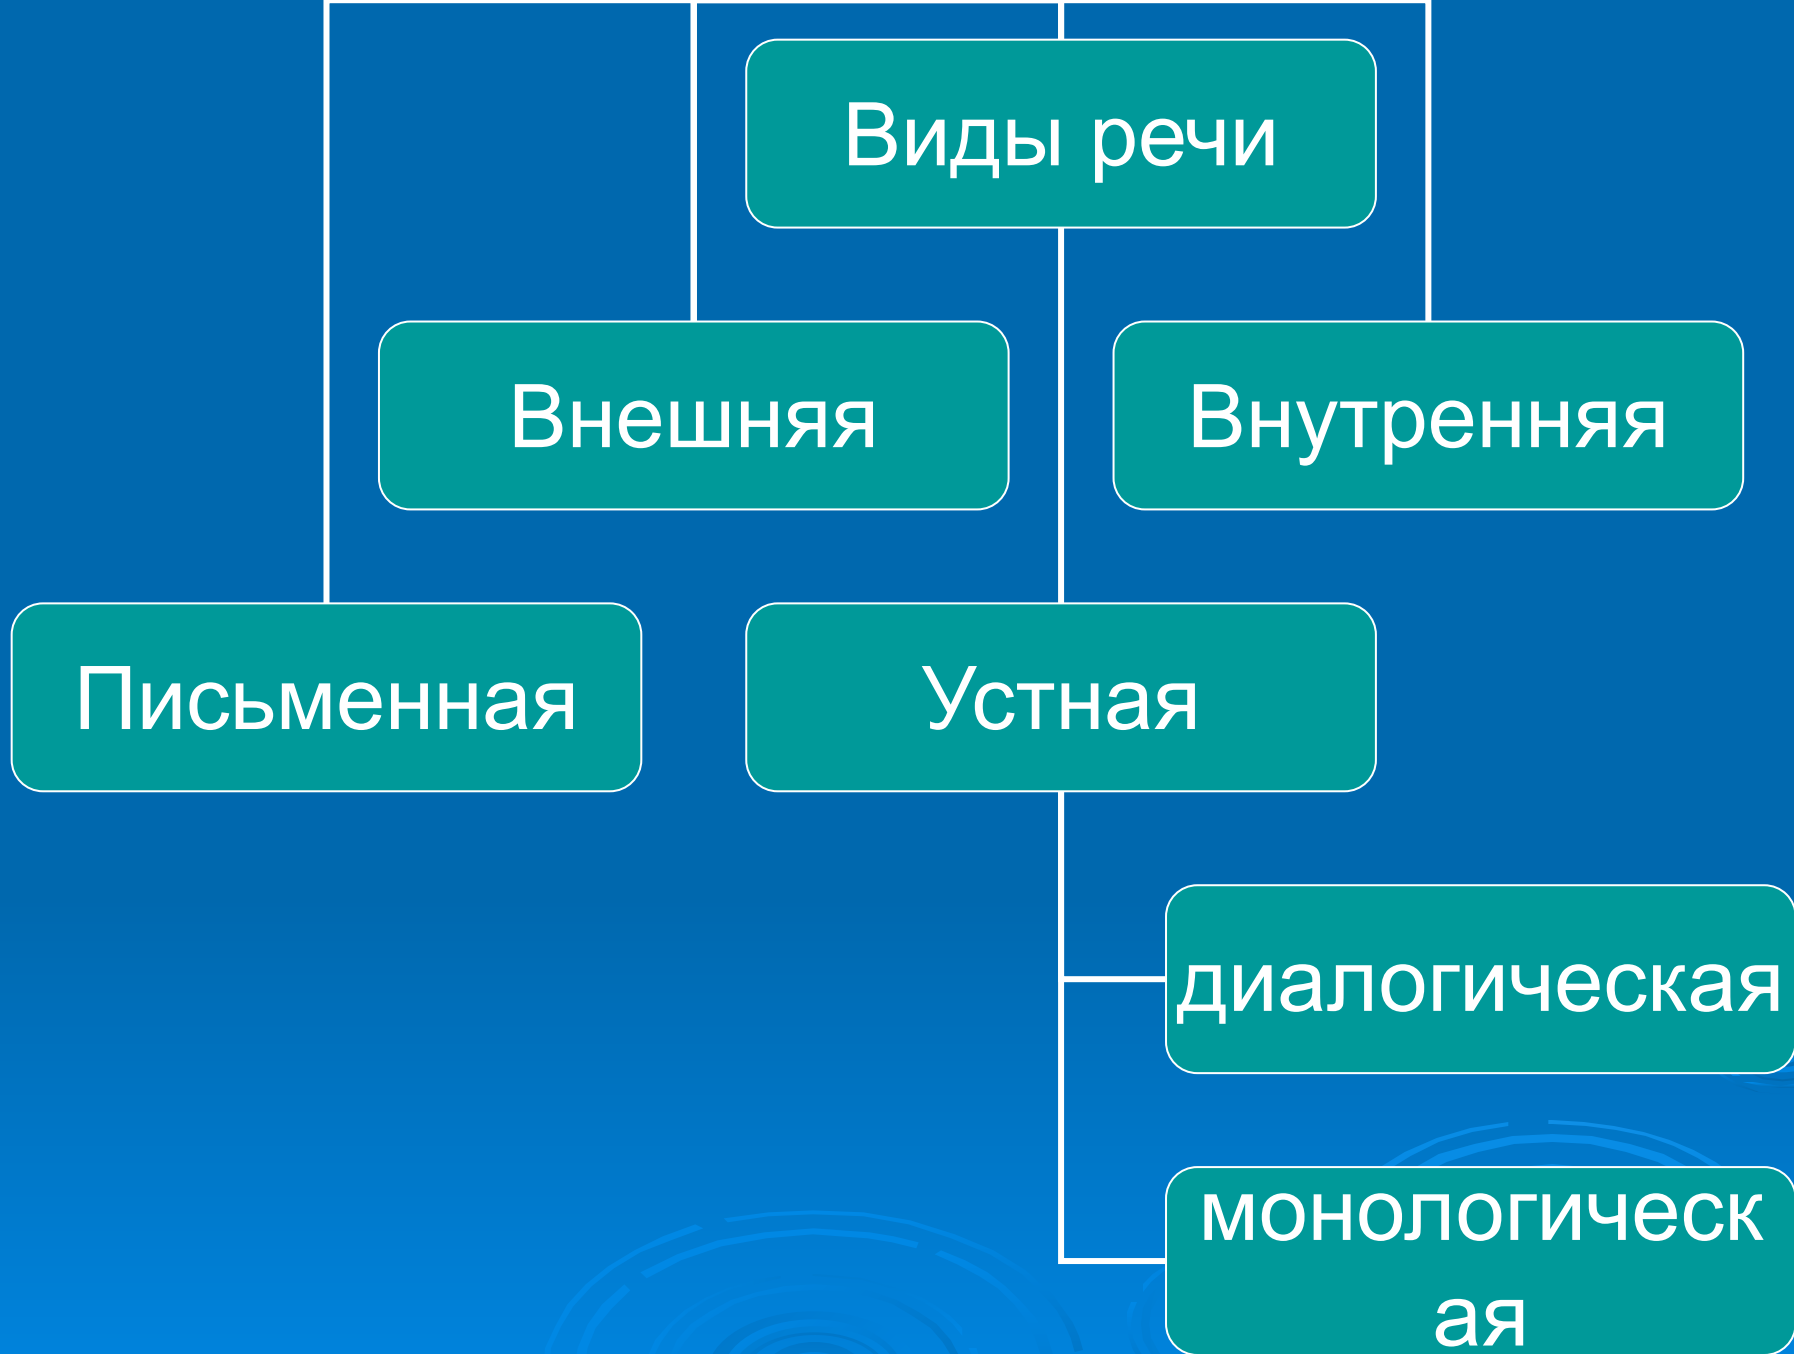 Виды речи
Внешняя
Внутренняя
Письменная
Устная
диалогическая
монологическ
ая